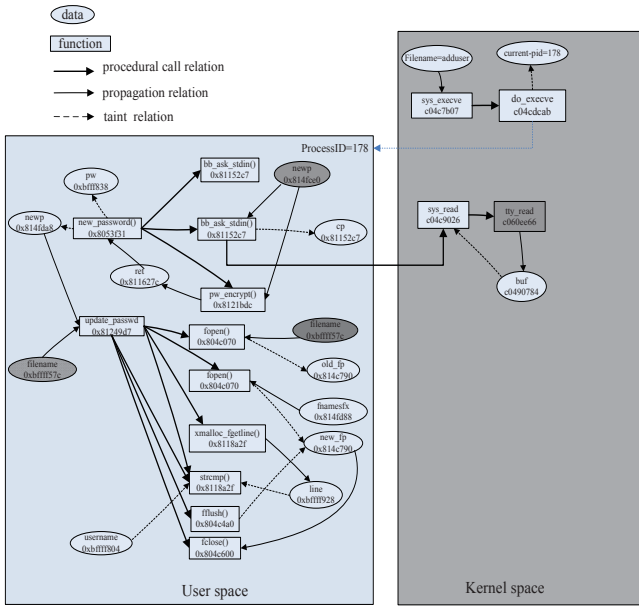 data
function
procedural call relation
propagation relation
taint relation
Filename=adduser
current-pid=178
sys_execve
c04c7b07
do_execve
c04dcab
ProcessID=178
pw
0xbfff838
bb_ask_stdin()
0x81152c7
newp
0x814fce0
newp
0x814fda8
new_password()
0x8053f31
bb_ask_stdin()
0x81152c7
cp
0x81152c7
sys_read
c04c9026
tty_read
c060ee66
ret
0x811627c
pw_encrypt()
0x8121bdc
buf
c0490784
update_passwd
0x81249d7
fopen()
0x804c070
filename
0xbffff57c
filename
0xbffff57c
old_fp
0x814c790
fopen()
0x804c070
fnamesfx
0x814fd88
xmalloc_fgetline()
0x8118a2f
new_fp
0x814c790
strcmp()
0x8118a2f
line
0xbffff928
fflush()
0x804c4a0
username
0xbffff804
fclose()
0x804c600
User space
Kernel space